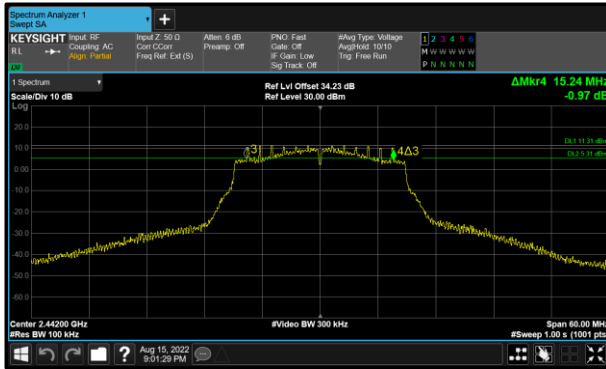 Spectrum Analyzer 1
Swept SA
+
KEYSIGHT
RL
Input: RF
Coupling: AC
Align: Partial
Input Z: 50 Ω
Corr CCorr
Freq Ref: Ext (S)
Atten: 6 dB
Preamp: Off
PNO: Fast
Gate: Off
IF Gain: Low
Sig Track: Off
#Avg Type: Voltage
Avg|Hold: 10/10
Trig: Free Run
1 2 3 4 5 6
M W W W W W
P N N N N N
1 Spectrum
Scale/Div 10 dB
Ref Lvl Offset 34.23 dB
Ref Level 30.00 dBm
ΔMkr4 15.24 MHz
-0.97 dB
Log
20.0
10.0
0.00
-10.0
-20.0
-30.0
-40.0
-50.0
-60.0
3
4Δ3
DL1 11.31 dBm
DL2 5.31 dBm
Center 2.44200 GHz
#Res BW 100 kHz
#Video BW 300 kHz
Span 60.00 MHz
#Sweep 1.00 s (1001 pts
?
Aug 15, 2022
9:01:29 PM